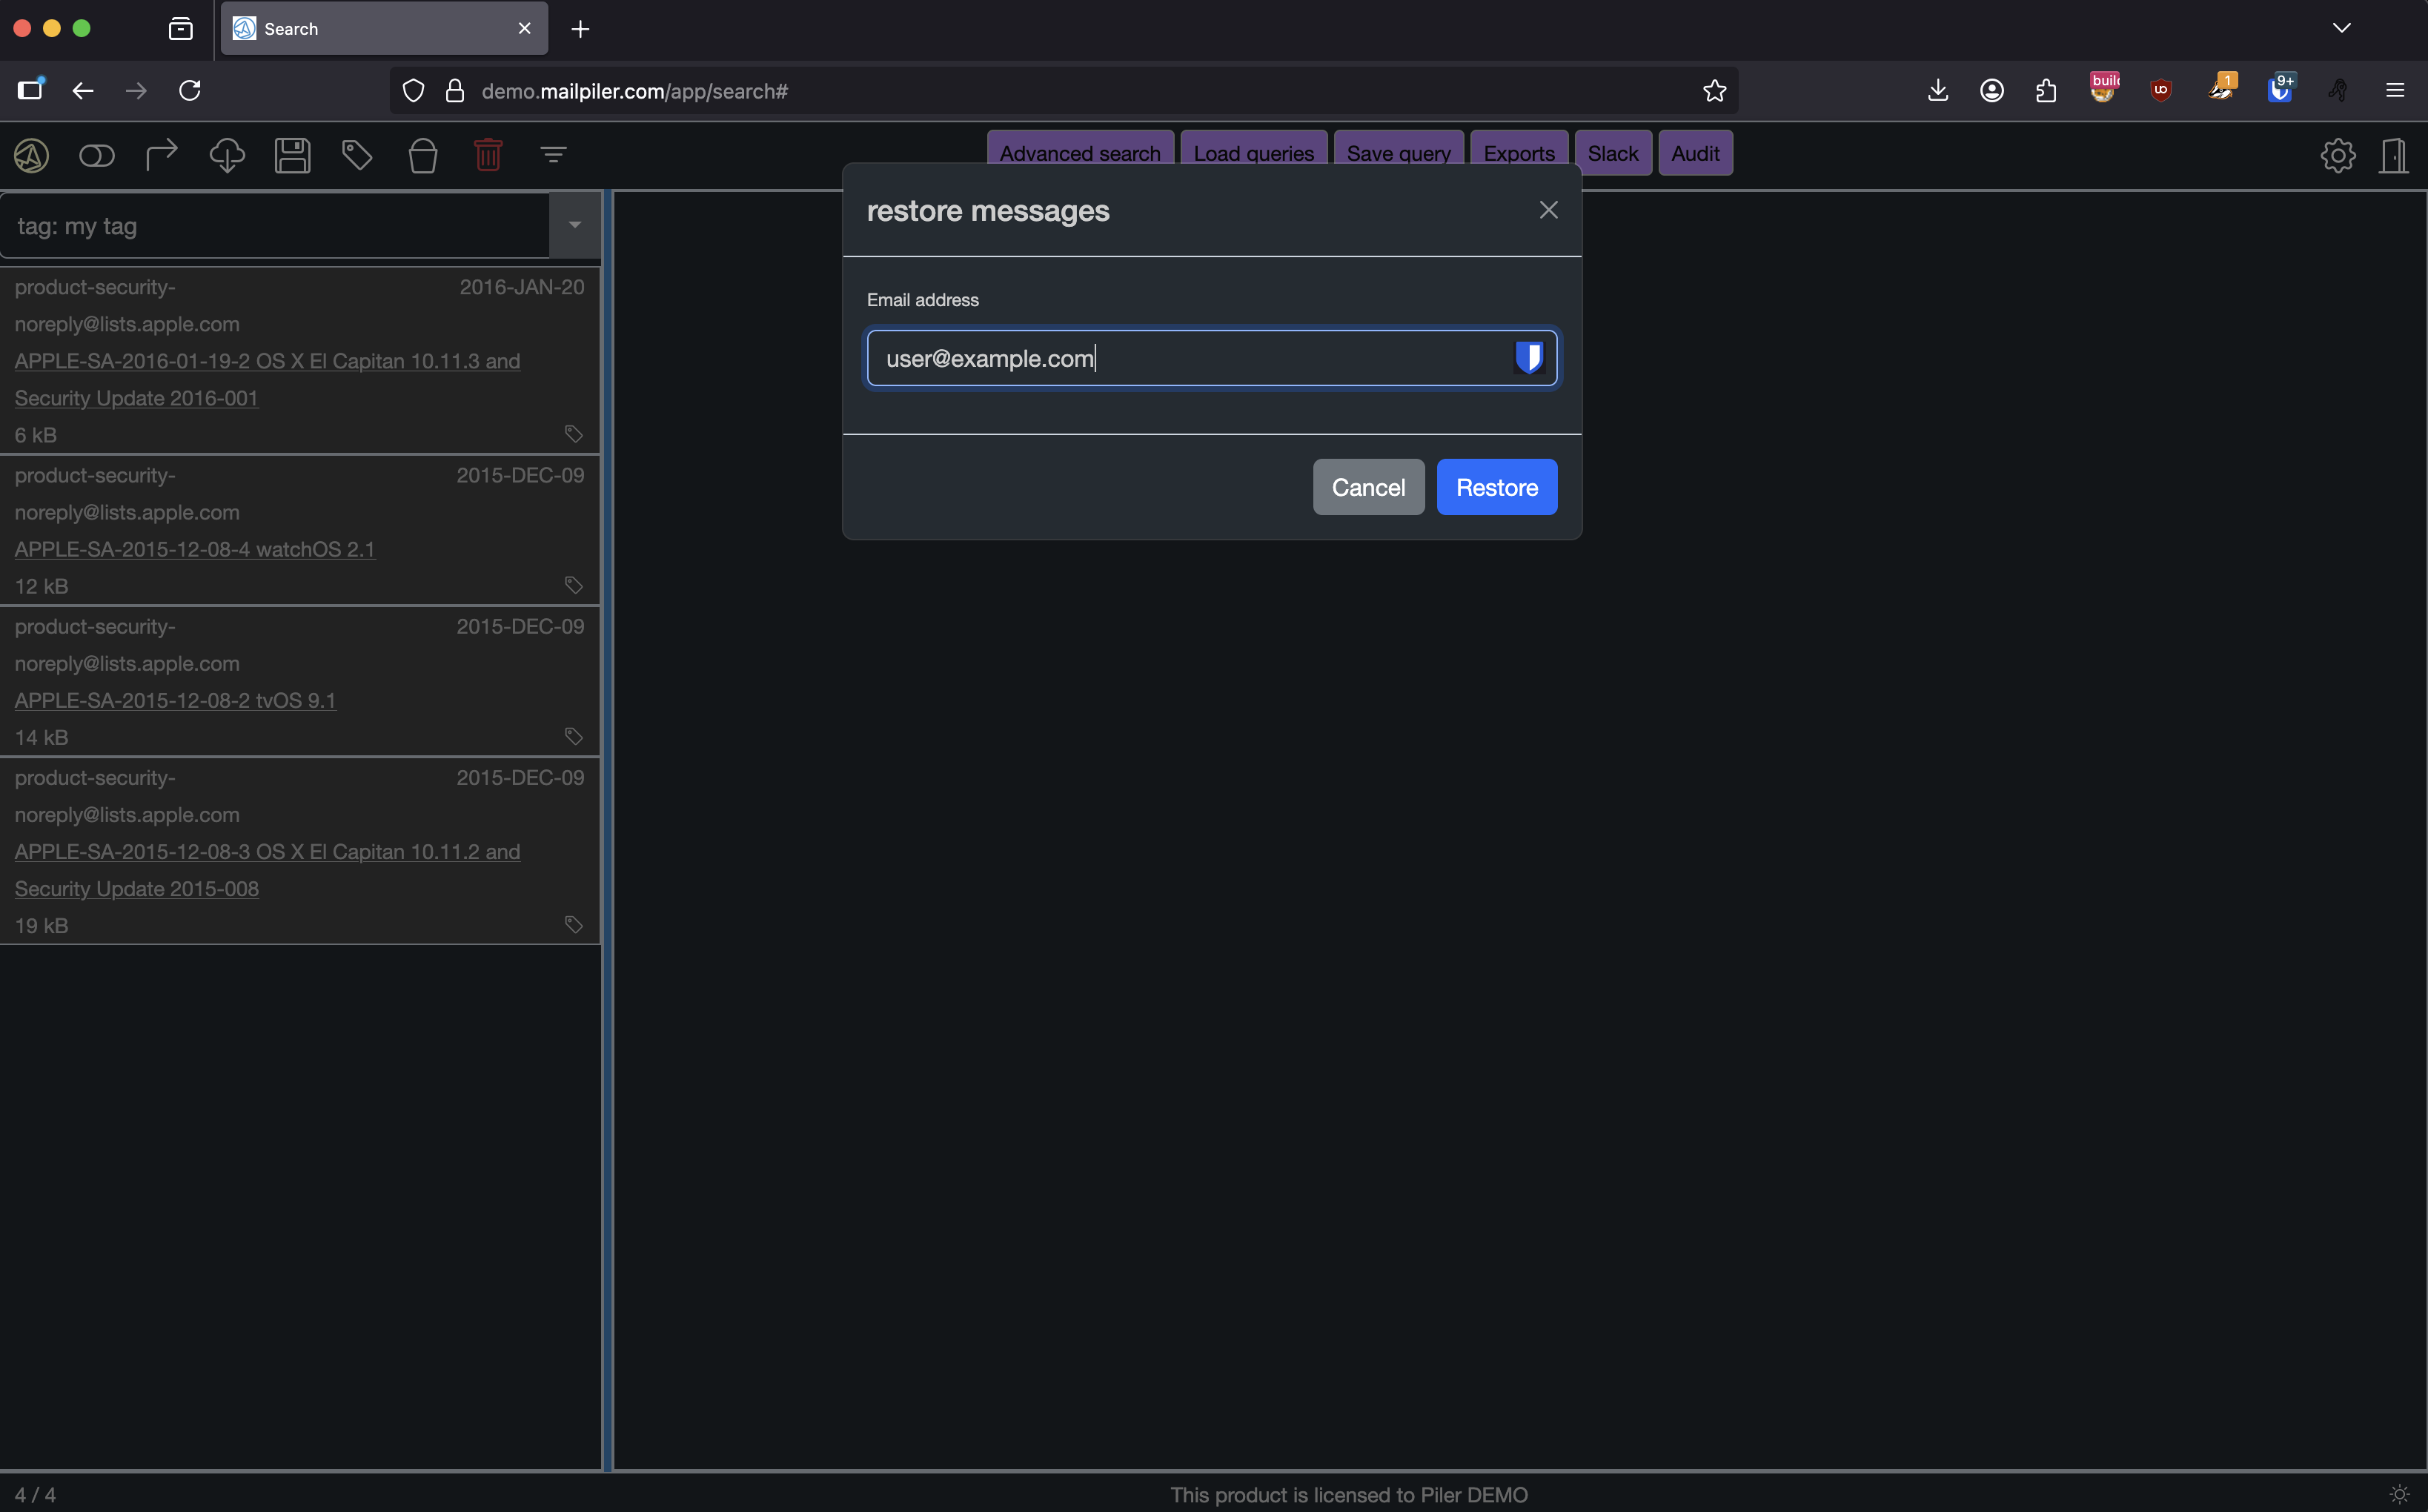 Search
demo.mailpiler.com/app/search#
build
UO
1
9+
Advanced search
Load queries
Save query
Exports
Slack
Audit
tag: my tag
product-security-
2016-JAN-20
noreply@lists.apple.com
APPLE-SA-2016-01-19-2 OS X El Capitan 10.11.3 and
Security Update 2016-001
6 kB
product-security-
2015-DEC-09
noreply@lists.apple.com
APPLE-SA-2015-12-08-4 watchOS 2.1
12 kB
product-security-
2015-DEC-09
noreply@lists.apple.com
APPLE-SA-2015-12-08-2 tvOS 9.1
14 kB
product-security-
2015-DEC-09
noreply@lists.apple.com
APPLE-SA-2015-12-08-3 OS X El Capitan 10.11.2 and
Security Update 2015-008
19 kB
restore messages
Email address
user@example.com
Cancel
Restore
4 / 4
This product is licensed to Piler DEMO